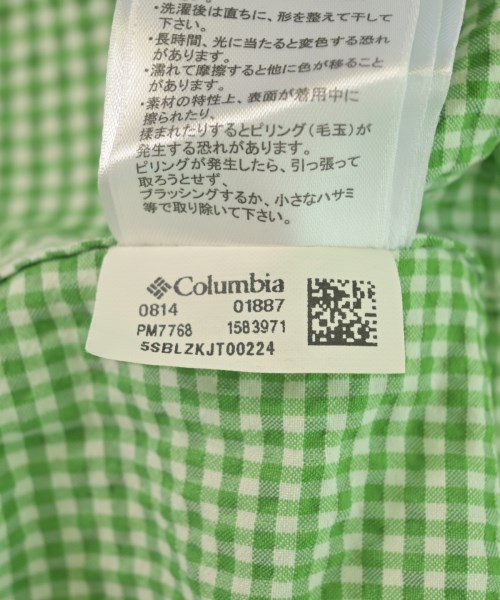 ・洗濯後は直ちに、形を整えて干して
下さい。
・長時間、光に当たると変色する恐れ
があります。
・濡れて摩擦すると他に色が移ること
があります。
・素材の特性上、表面が着用中に
擦られたり、
揉まれたりするとピリング(毛玉)が
発生する恐れがあります。
ピリングが発生したら、引っ張って
取ろうとせず、
ブラッシングするか、小さなハサミ
等で取り除いて下さい。
Columbia
0814 01887
PM7768 1583971
5SBLZKJT00224